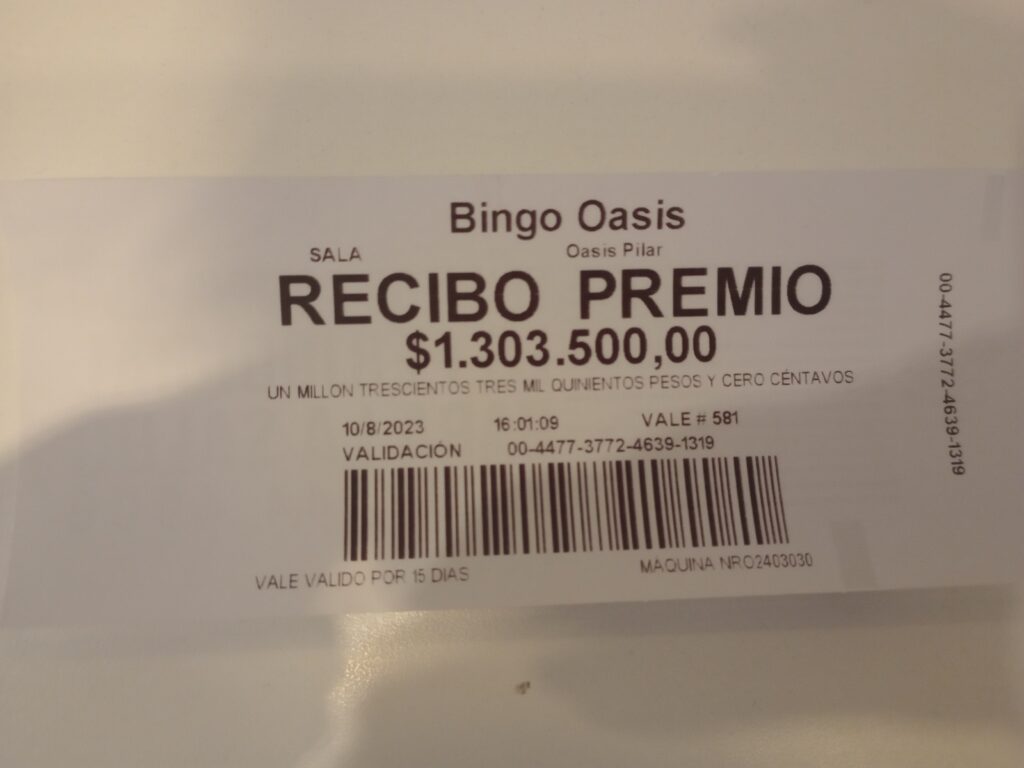 Bingo Oasis
SALA Oasis Pilar
RECIBO PREMIO
$1.303.500,00
UN MILLON TRESCIENTOS TRES MIL QUINIENTOS PESOS Y CERO CENTAVOS
10/8/2023 16:01:09 VALE # 581
VALIDACIÓN 00-4477-3772-4639-1319
VALE VALIDO POR 15 DIAS MAQUINA NRO2403030
00-4477-3772-4639-1319